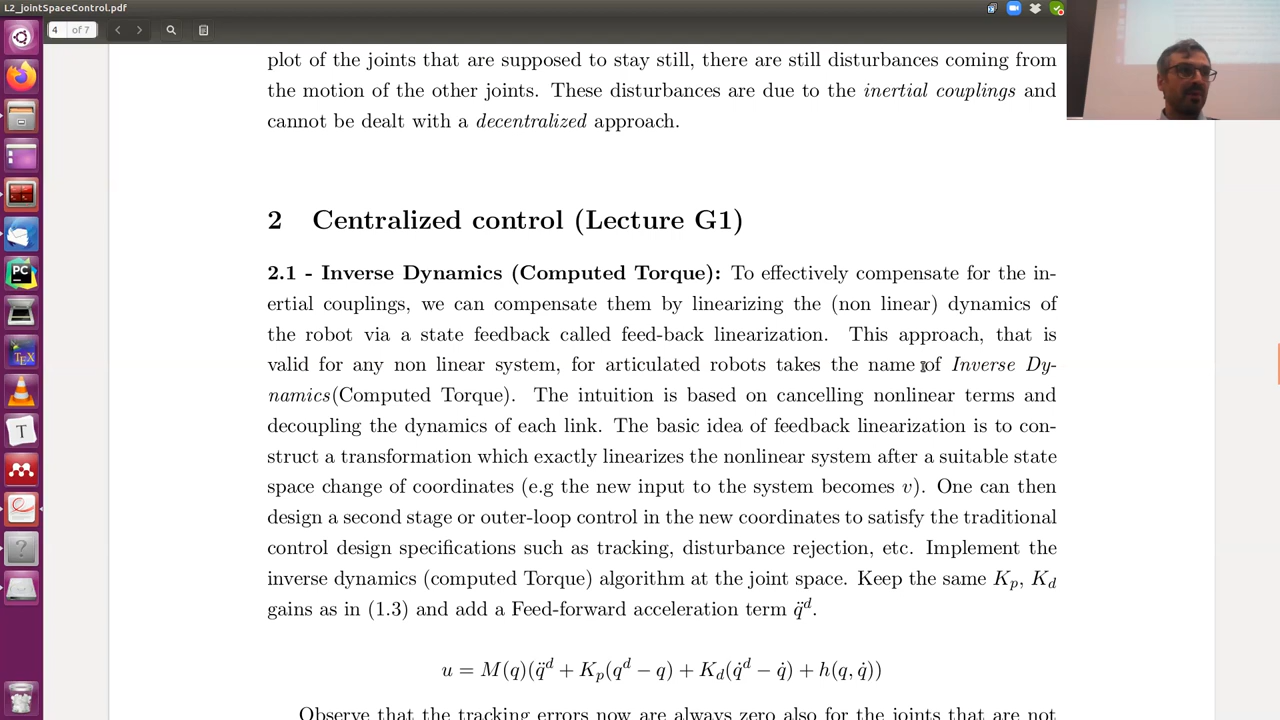 L2_jointSpaceControl.pdf
4 of 7
plot of the joints that are supposed to stay still, there are still disturbances coming from
the motion of the other joints. These disturbances are due to the inertial couplings and
cannot be dealt with a decentralized approach.
2 Centralized control (Lecture G1)
2.1 - Inverse Dynamics (Computed Torque): To effectively compensate for the in-
ertial couplings, we can compensate them by linearizing the (non linear) dynamics of
the robot via a state feedback called feed-back linearization. This approach, that is
valid for any non linear system, for articulated robots takes the name of Inverse Dy-
namics(Computed Torque). The intuition is based on cancelling nonlinear terms and
decoupling the dynamics of each link. The basic idea of feedback linearization is to con-
struct a transformation which exactly linearizes the nonlinear system after a suitable state
space change of coordinates (e.g the new input to the system becomes v). One can then
design a second stage or outer-loop control in the new coordinates to satisfy the traditional
control design specifications such as tracking, disturbance rejection, etc. Implement the
inverse dynamics (computed Torque) algorithm at the joint space. Keep the same Kₚ, K_d
gains as in (1.3) and add a Feed-forward acceleration term q̈ᵈ.
u = M(q)(q̈ᵈ + Kₚ(qᵈ − q) + K_d(q̇ᵈ − q̇) + h(q, q̇))
Observe that the tracking errors now are always zero also for the joints that are not
PC
TEX
T
?